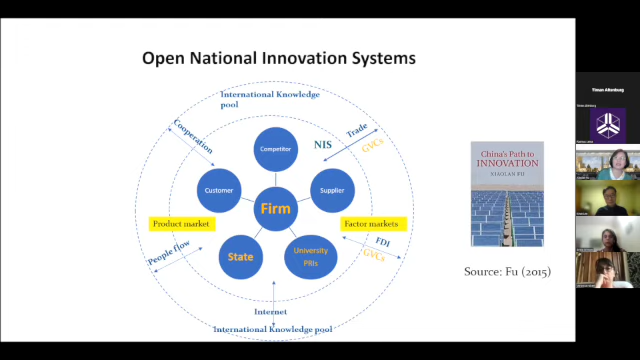 Open National Innovation Systems
International Knowledge
pool
Cooperation
Competitor
NIS
Trade
GVCs
Customer
Supplier
Firm
Product market
Factor markets
People flow
State
University
PRIs
FDI
GVCs
Internet
International Knowledge pool
China's Path to
INNOVATION
XIAOLAN FU
Source: Fu (2015)
Tilman Altenburg